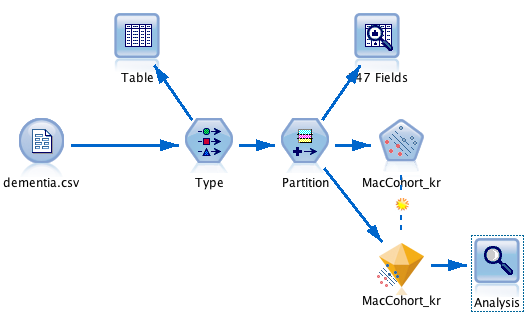 Table
47 Fields
dementia.csv
Type
Partition
MacCohort_kr
MacCohort_kr
Analysis